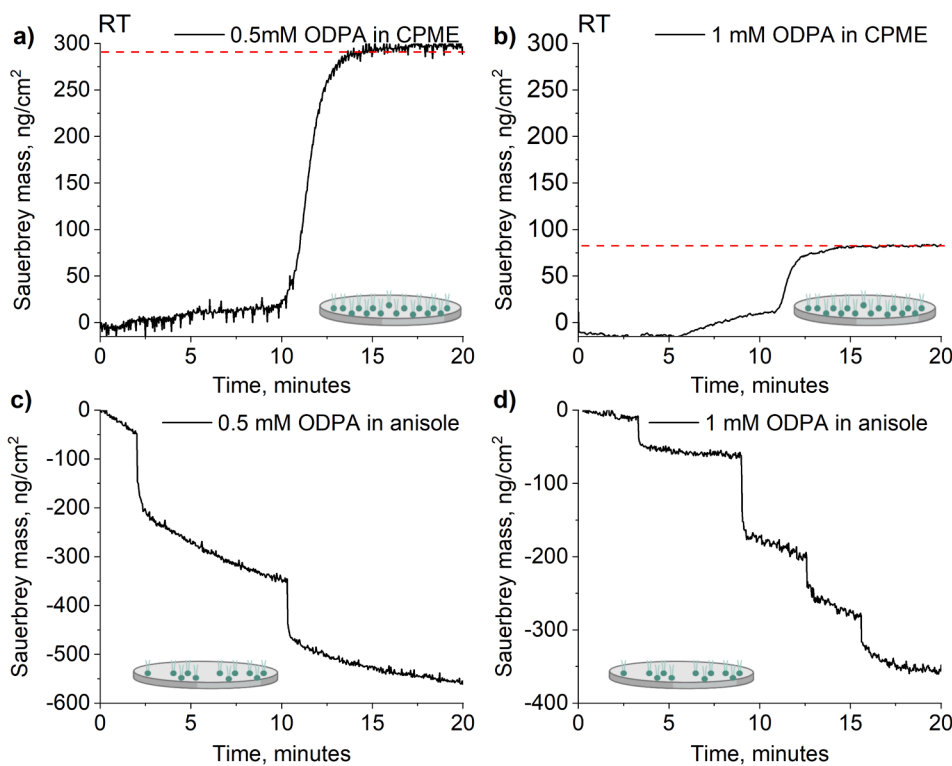 a)
RT
0.5mM ODPA in CPME
300
250
200
150
100
50
0
Sauerbrey mass, ng/cm²
0 5 10 15 20
Time, minutes
b)
RT
1 mM ODPA in CPME
300
250
200
150
100
50
0
Sauerbrey mass, ng/cm²
0 5 10 15 20
Time, minutes
c)
0.5 mM ODPA in anisole
0
-100
-200
-300
-400
-500
-600
Sauerbrey mass, ng/cm²
0 5 10 15 20
Time, minutes
d)
1 mM ODPA in anisole
0
-100
-200
-300
-400
Sauerbrey mass, ng/cm²
0 5 10 15 20
Time, minutes